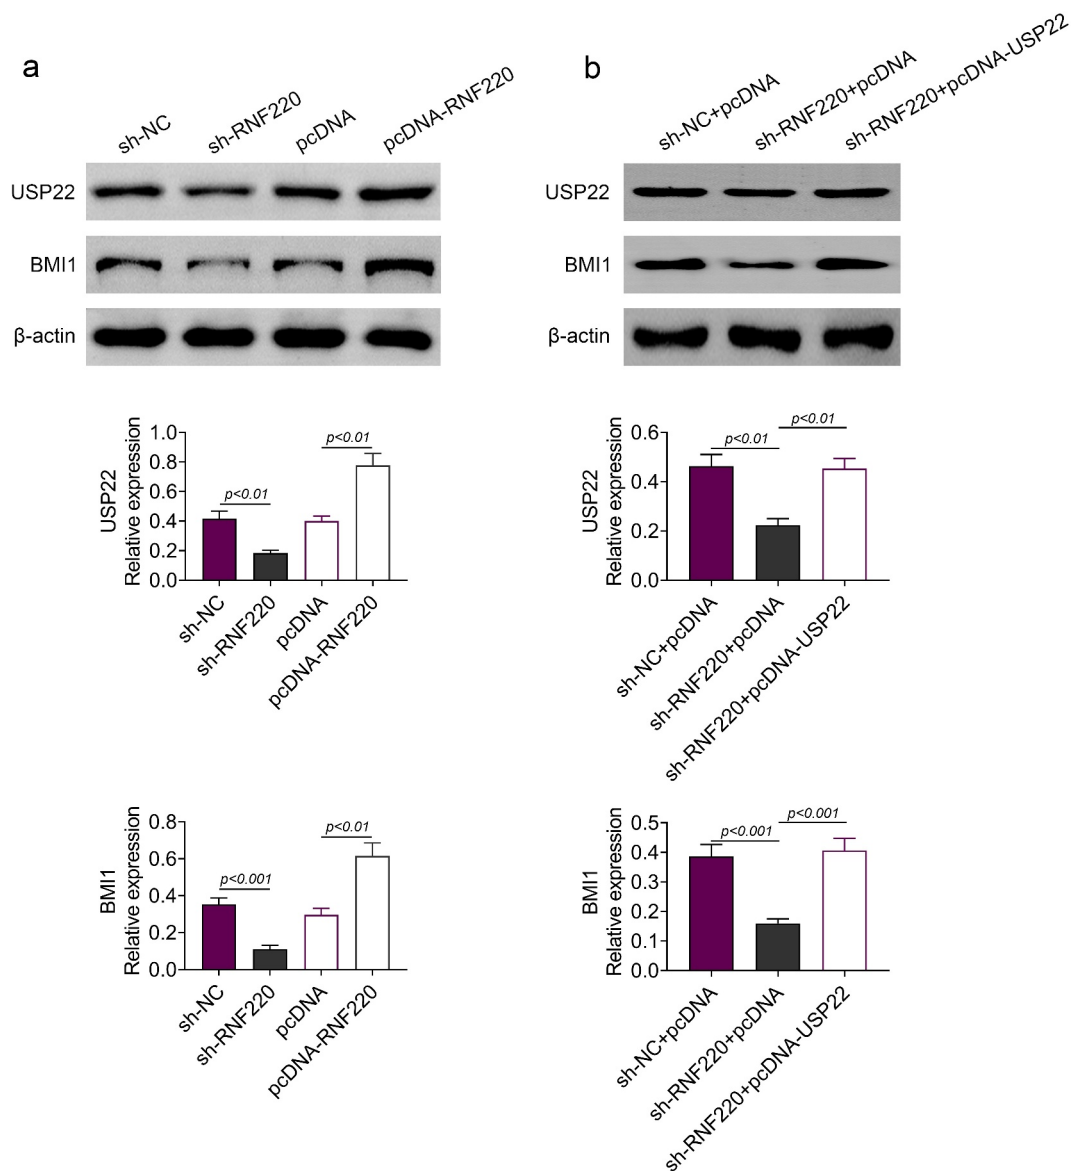 a
sh-NC
sh-RNF220
pcDNA
pcDNA-RNF220
USP22
BMI1
β-actin
b
sh-NC+pcDNA
sh-RNF220+pcDNA
sh-RNF220+pcDNA-USP22
USP22
BMI1
β-actin
USP22
Relative expression
1.0
0.8
0.6
0.4
0.2
0.0
p<0.01
p<0.01
sh-NC
sh-RNF220
pcDNA
pcDNA-RNF220
USP22
Relative expression
0.6
0.4
0.2
0.0
p<0.01
p<0.01
sh-NC+pcDNA
sh-RNF220+pcDNA
sh-RNF220+pcDNA-USP22
BMI1
Relative expression
0.8
0.6
0.4
0.2
0.0
p<0.001
p<0.01
sh-NC
sh-RNF220
pcDNA
pcDNA-RNF220
BMI1
Relative expression
0.5
0.4
0.3
0.2
0.1
0.0
p<0.001
p<0.001
sh-NC+pcDNA
sh-RNF220+pcDNA
sh-RNF220+pcDNA-USP22